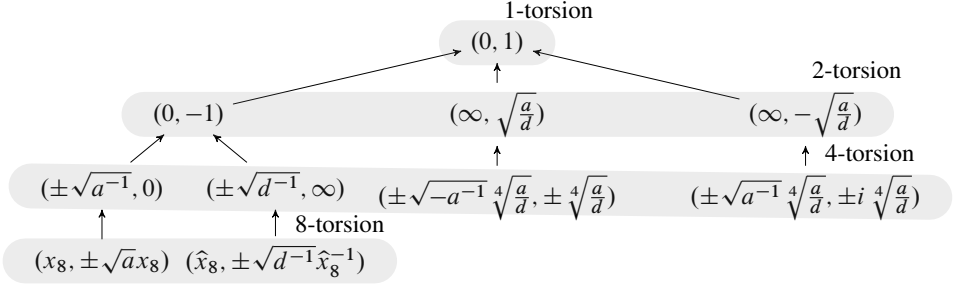 1-torsion
(0, 1)
2-torsion
(0, −1) (∞, √(a/d)) (∞, −√(a/d))
4-torsion
(±√(a⁻¹), 0) (±√(d⁻¹), ∞) (±√(−a⁻¹) ∜(a/d), ±∜(a/d)) (±√(a⁻¹) ∜(a/d), ±i ∜(a/d))
8-torsion
(x₈, ±√a x₈) (x̂₈, ±√(d⁻¹) x̂₈⁻¹)